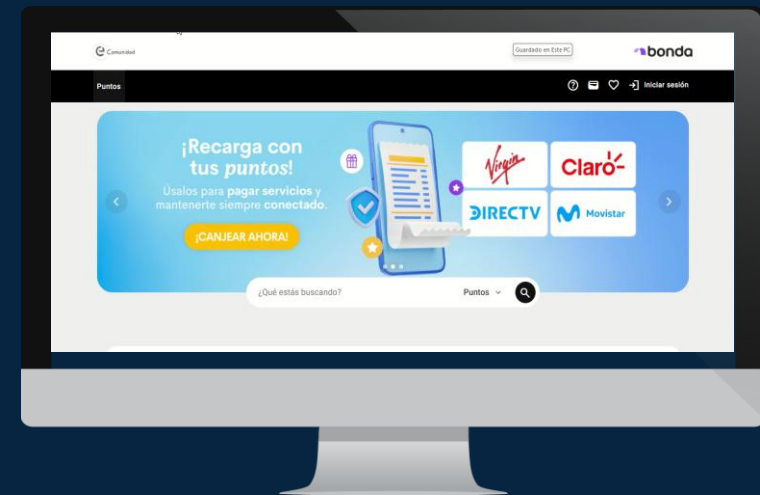 Comunidad
Guardado en Este PC
bonda
Puntos
Iniciar sesión
¡Recarga con
tus puntos!
Úsalos para pagar servicios y
mantenerte siempre conectado.
¡CANJEAR AHORA!
Virgin
Claro
DIRECTV
Movistar
¿Qué estás buscando?
Puntos